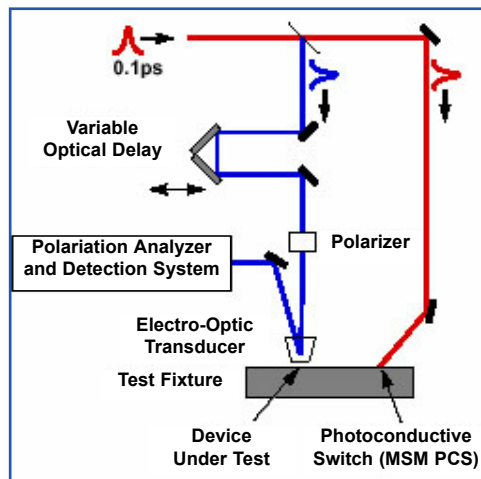 0.1ps
Variable
Optical Delay
Polarizer
Polariation Analyzer
and Detection System
Electro-Optic
Transducer
Test Fixture
Device
Under Test
Photoconductive
Switch (MSM PCS)